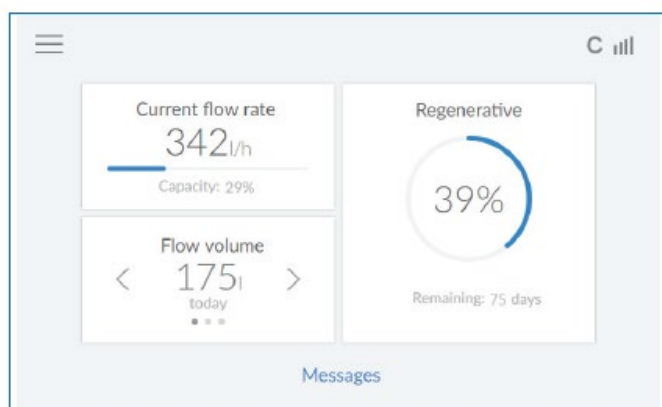 C
Current flow rate
342l/h
Capacity: 29%
Flow volume
175l
today
Regenerative
39%
Remaining: 75 days
Messages